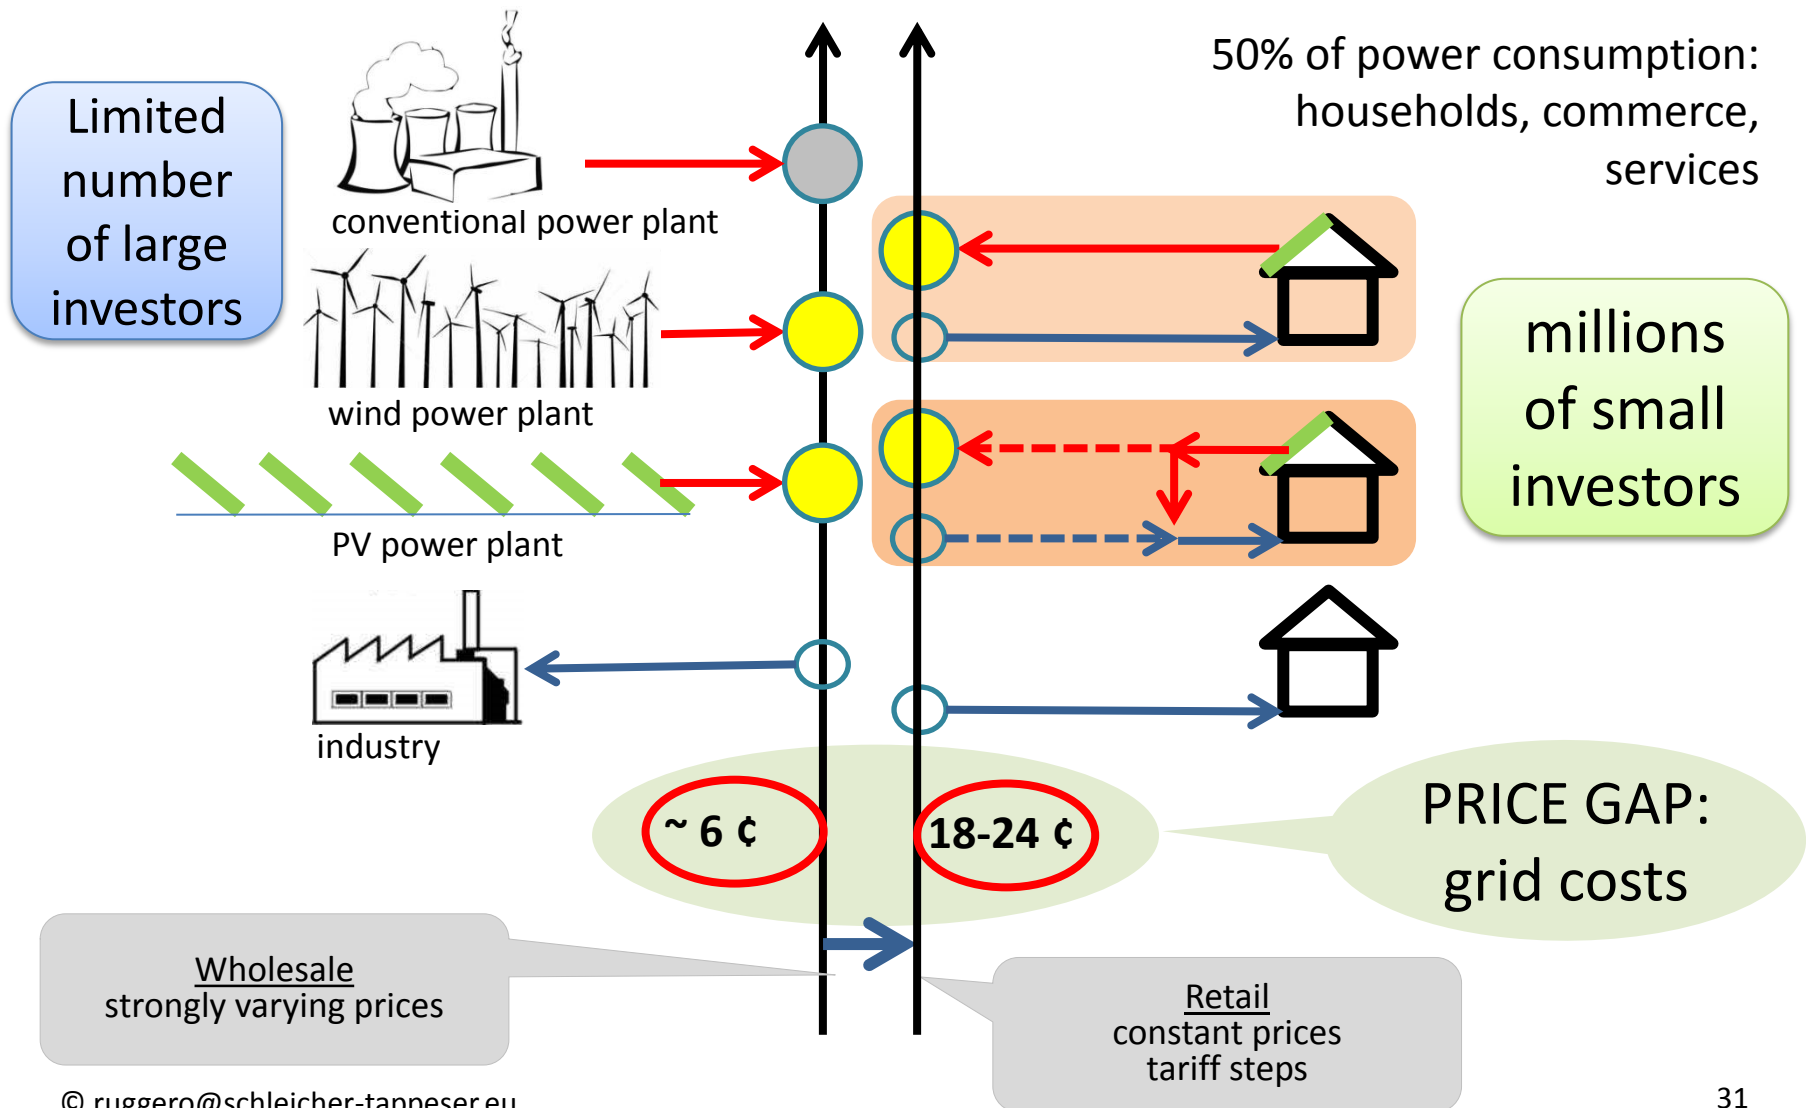 50% of power consumption:
households, commerce,
services
Limited
number
of large
investors
conventional power plant
wind power plant
PV power plant
industry
millions
of small
investors
~ 6 ¢
18-24 ¢
PRICE GAP:
grid costs
Wholesale
strongly varying prices
Retail
constant prices
tariff steps
© ruggero@schleicher-tappeser.eu
31